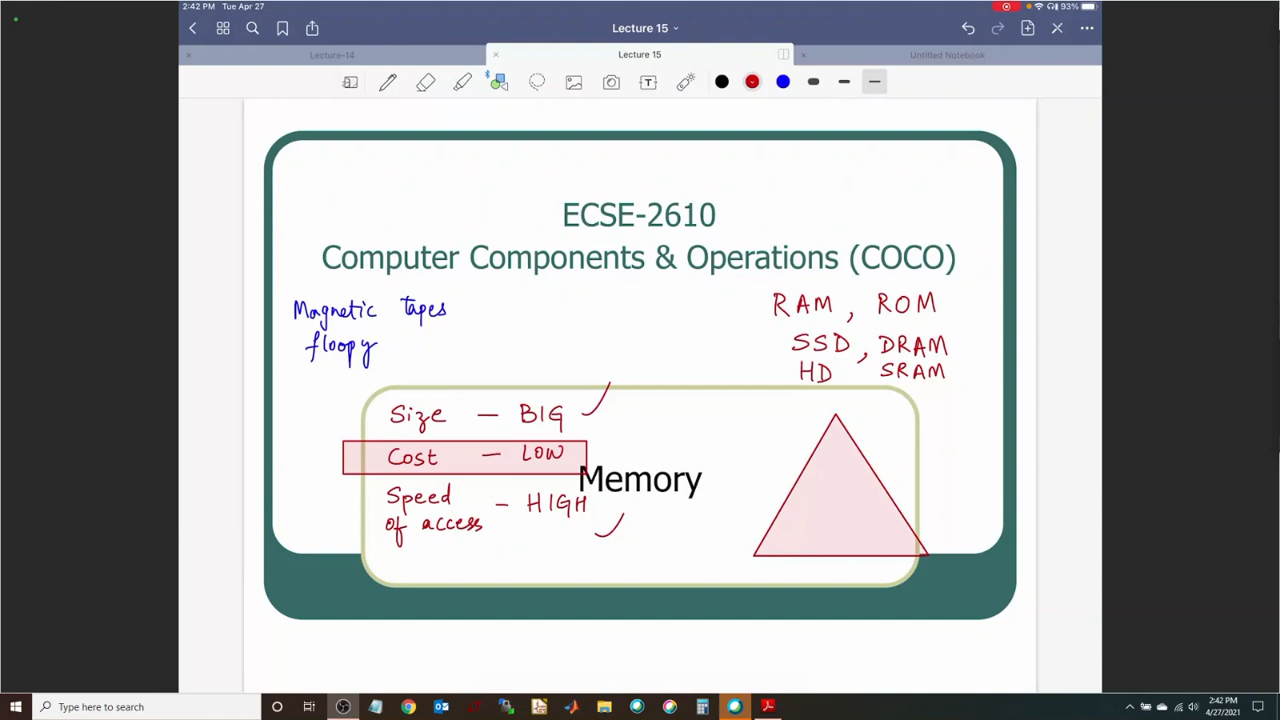 2:42 PM Tue Apr 27
93%
Lecture 15
Lecture-14
Lecture 15
Untitled Notebook
T
ECSE-2610
Computer Components & Operations (COCO)
Magnetic tapes
floopy
RAM, ROM
SSD, DRAM
HD SRAM
Size - BIG
Cost - LOW
Speed of access - HIGH
Memory
Type here to search
2:42 PM
4/27/2021